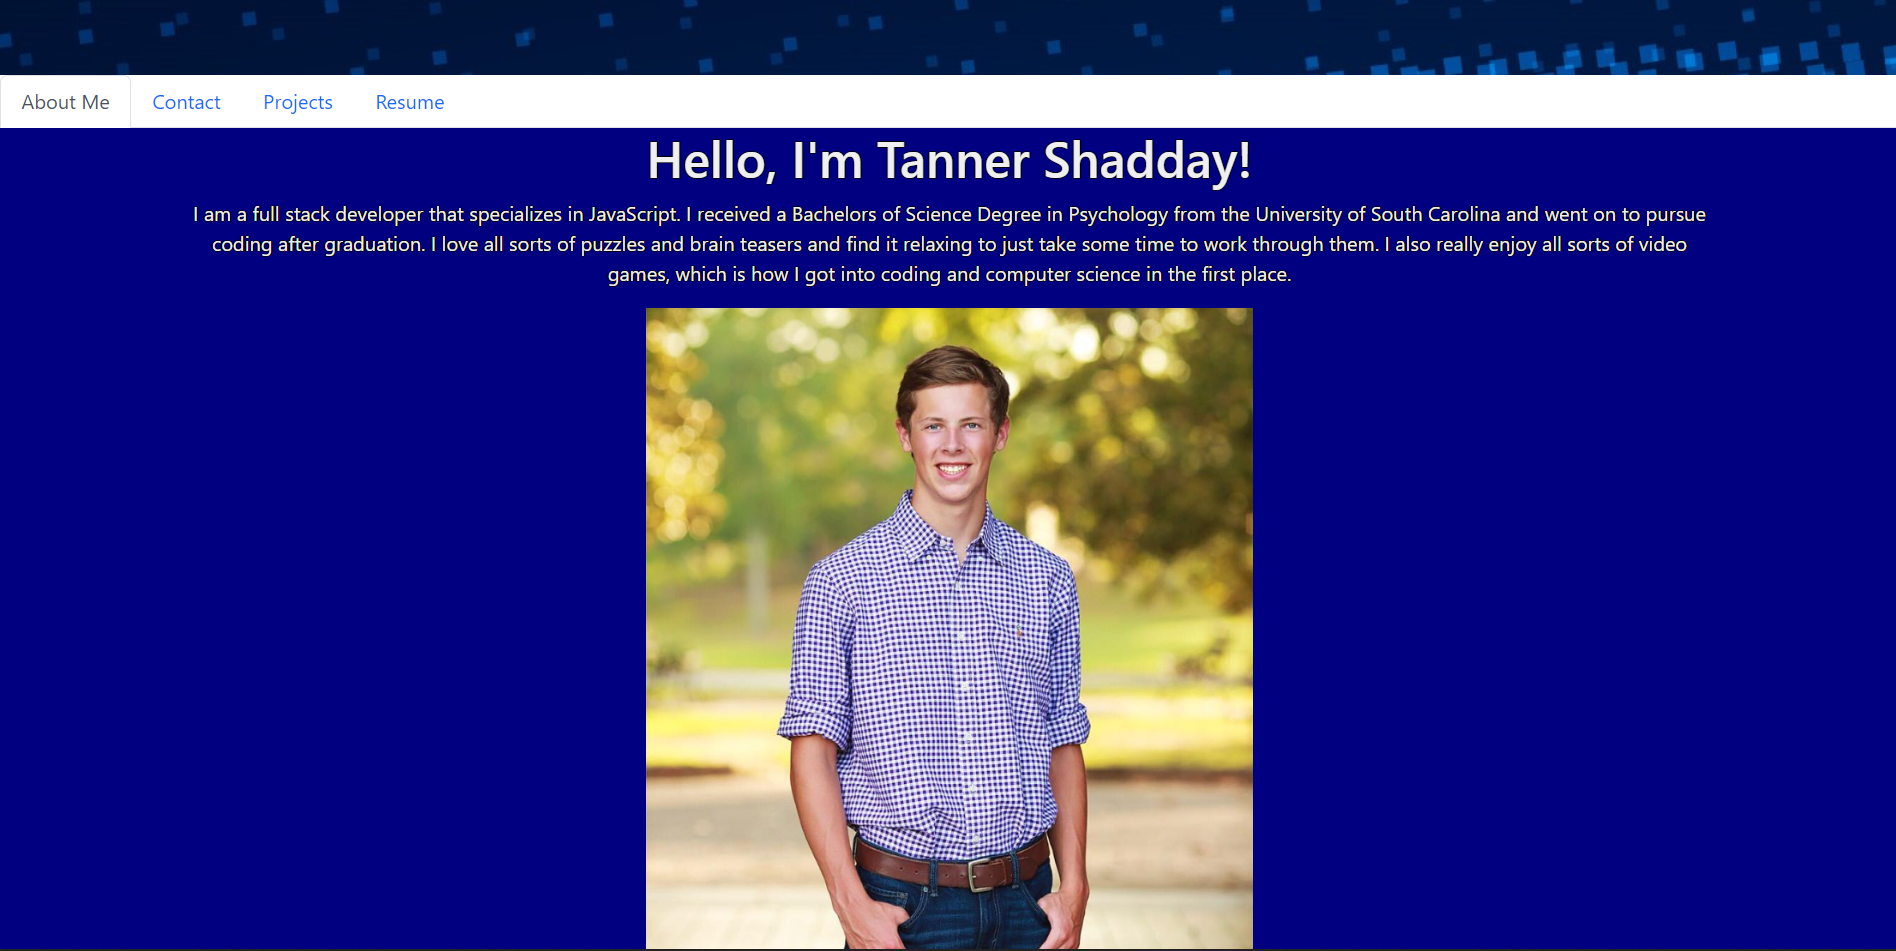 About Me Contact Projects Resume
Hello, I'm Tanner Shadday!
I am a full stack developer that specializes in JavaScript. I received a Bachelors of Science Degree in Psychology from the University of South Carolina and went on to pursue
coding after graduation. I love all sorts of puzzles and brain teasers and find it relaxing to just take some time to work through them. I also really enjoy all sorts of video
games, which is how I got into coding and computer science in the first place.